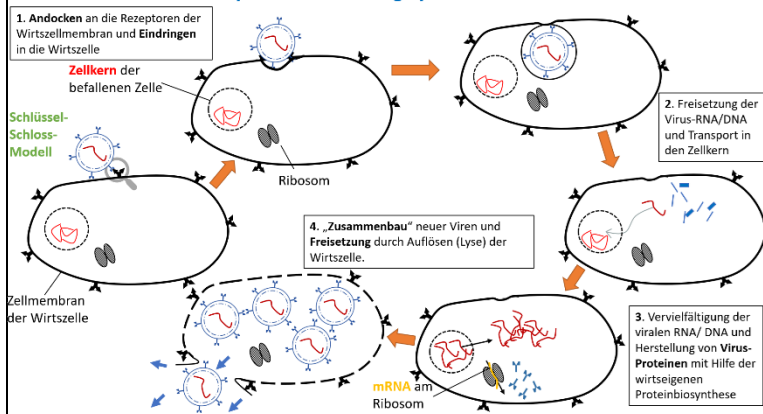 1. Andocken an die Rezeptoren der
Wirtszellmembran und Eindringen
in die Wirtszelle
Zellkern der
befallenen Zelle
Schlüssel-
Schloss-
Modell
Ribosom
2. Freisetzung der
Virus-RNA/DNA
und Transport in
den Zellkern
4. „Zusammenbau“ neuer Viren und
Freisetzung durch Auflösen (Lyse) der
Wirtszelle.
Zellmembran
der Wirtszelle
3. Vervielfältigung der
viralen RNA/ DNA und
Herstellung von Virus-
Proteinen mit Hilfe der
wirtseigenen
Proteinbiosynthese
mRNA am
Ribosom